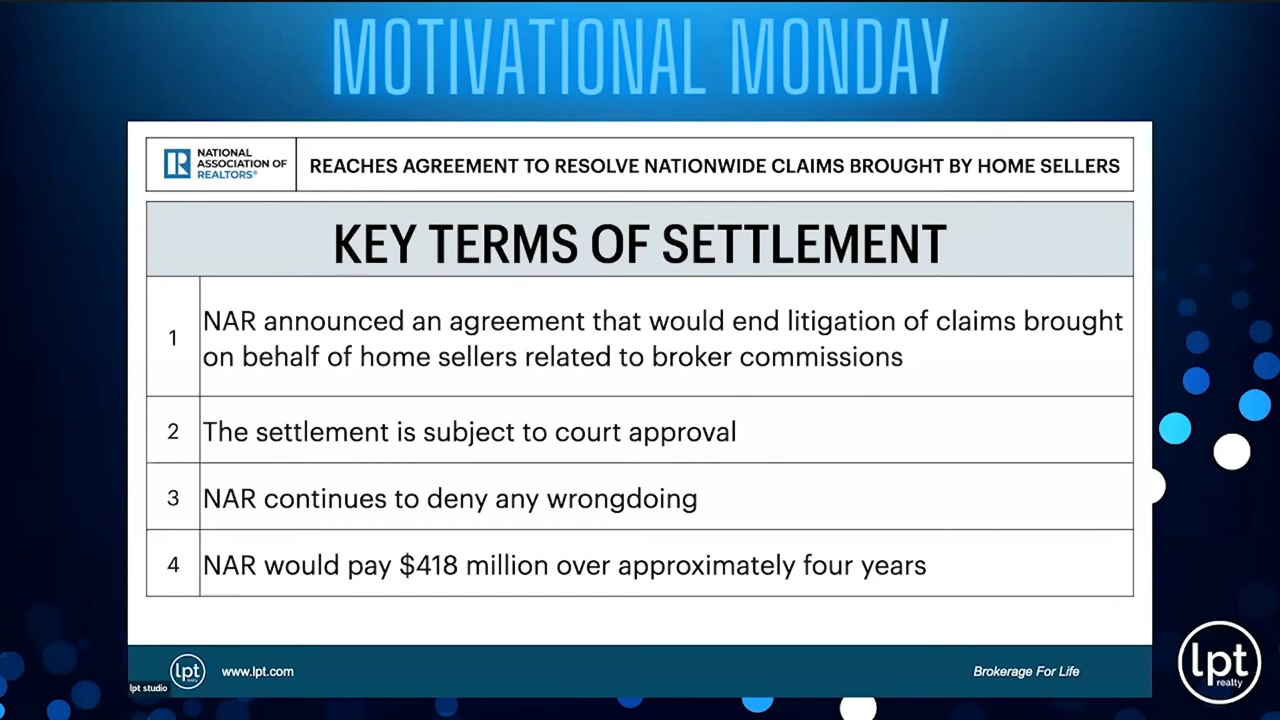 MOTIVATIONAL MONDAY
NATIONAL
ASSOCIATION OF
REALTORS®
REACHES AGREEMENT TO RESOLVE NATIONWIDE CLAIMS BROUGHT BY HOME SELLERS
KEY TERMS OF SETTLEMENT
1
NAR announced an agreement that would end litigation of claims brought
on behalf of home sellers related to broker commissions
2
The settlement is subject to court approval
3
NAR continues to deny any wrongdoing
4
NAR would pay $418 million over approximately four years
lpt
www.lpt.com
Brokerage For Life
lpt studio
lpt
realty